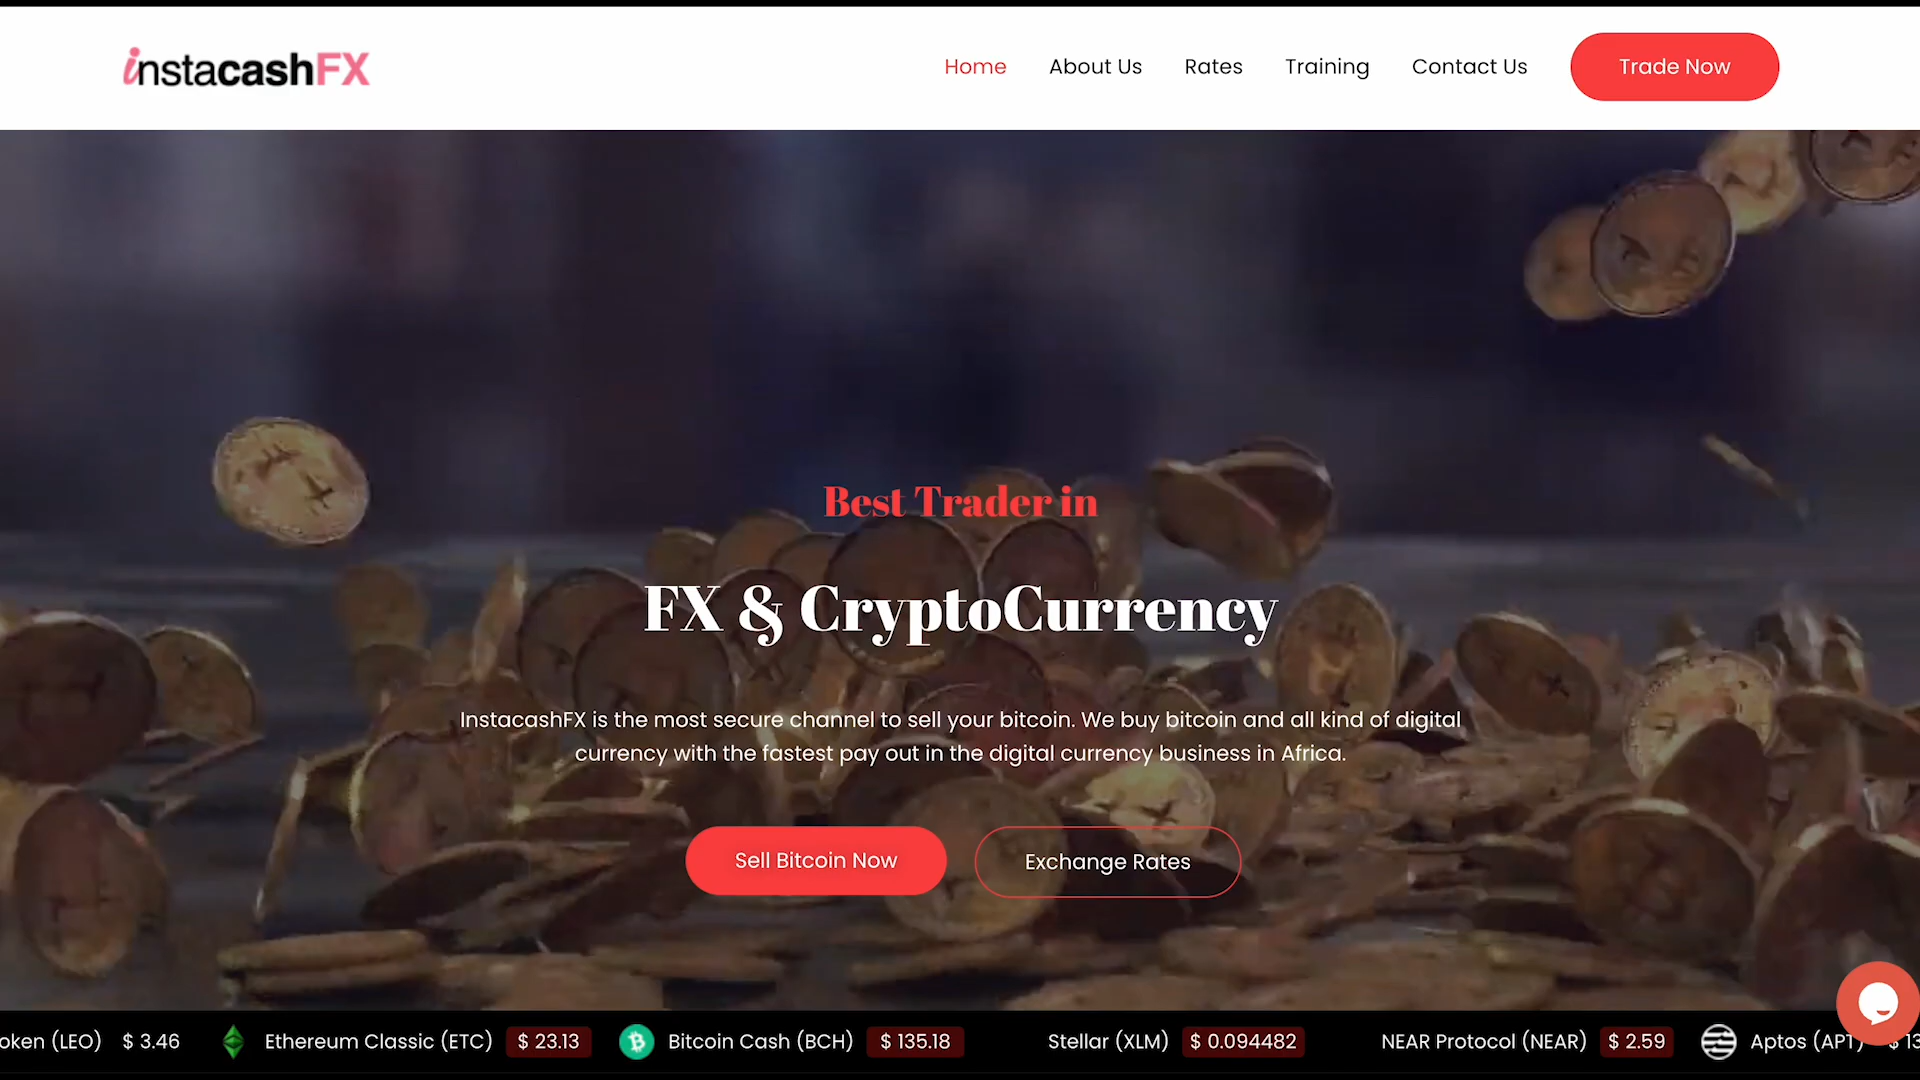 instacashFX
Home
About Us
Rates
Training
Contact Us
Trade Now
Best Trader in
FX & CryptoCurrency
InstacashFX is the most secure channel to sell your bitcoin. We buy bitcoin and all kind of digital
currency with the fastest pay out in the digital currency business in Africa.
Sell Bitcoin Now
Exchange Rates
oken (LEO) $ 3.46 Ethereum Classic (ETC) $ 23.13 Bitcoin Cash (BCH) $ 135.18 Stellar (XLM) $ 0.094482 NEAR Protocol (NEAR) $ 2.59 Aptos (APT) $ 13